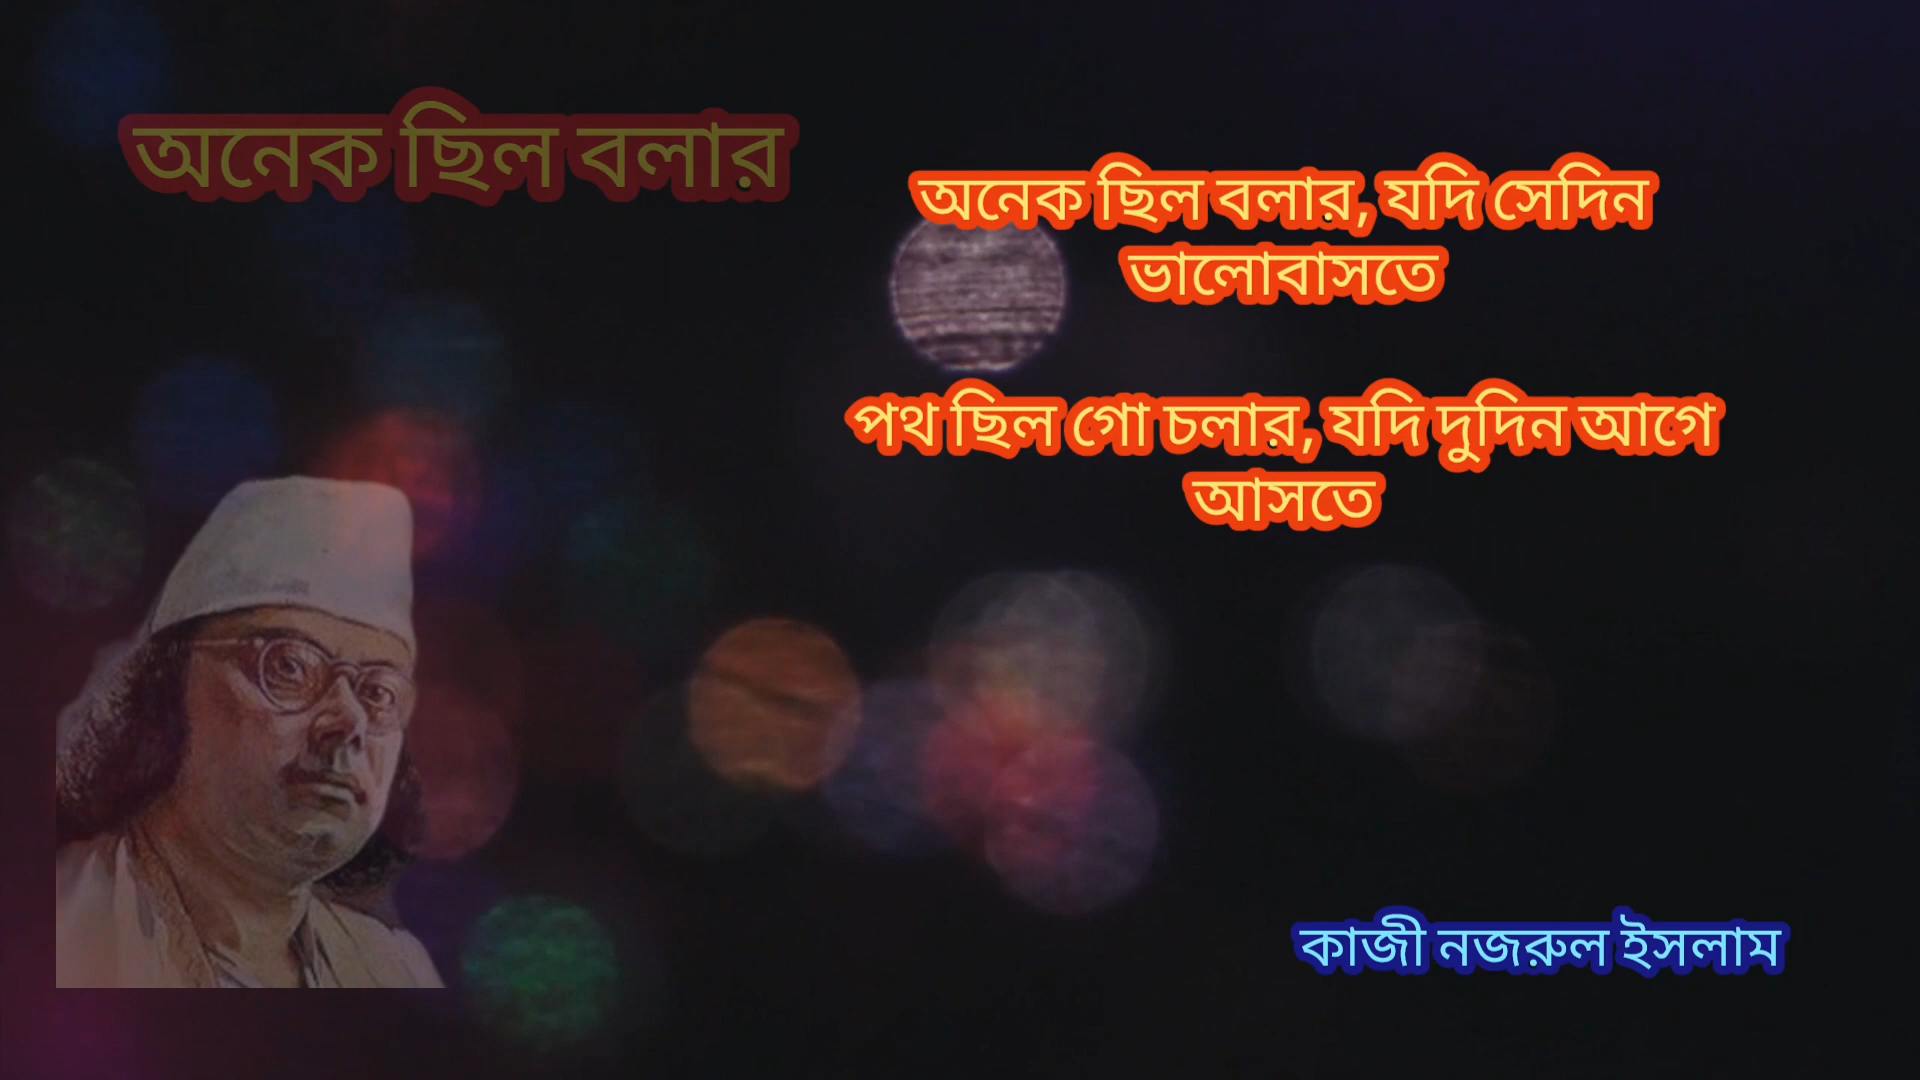 অনেক ছিল বলার
অনেক ছিল বলার, যদি সেদিন
ভালোবাসতে
পথ ছিল গো চলার, যদি দুদিন আগে
আসতে
কাজী নজরুল ইসলাম